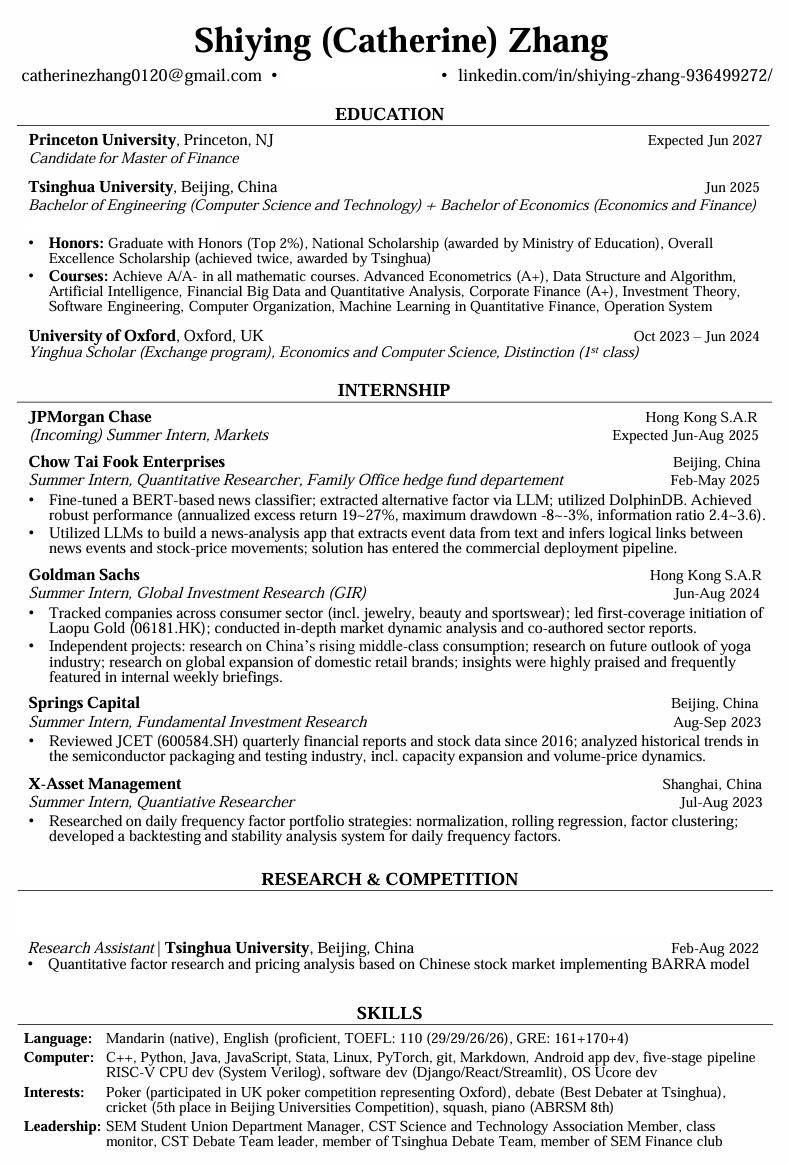 Shiying (Catherine) Zhang
catherinezhang0120@gmail.com • • linkedin.com/in/shiying-zhang-936499272/
EDUCATION
Princeton University, Princeton, NJ Expected Jun 2027
Candidate for Master of Finance
Tsinghua University, Beijing, China Jun 2025
Bachelor of Engineering (Computer Science and Technology) + Bachelor of Economics (Economics and Finance)
• Honors: Graduate with Honors (Top 2%), National Scholarship (awarded by Ministry of Education), Overall
Excellence Scholarship (achieved twice, awarded by Tsinghua)
• Courses: Achieve A/A- in all mathematic courses. Advanced Econometrics (A+), Data Structure and Algorithm,
Artificial Intelligence, Financial Big Data and Quantitative Analysis, Corporate Finance (A+), Investment Theory,
Software Engineering, Computer Organization, Machine Learning in Quantitative Finance, Operation System
University of Oxford, Oxford, UK Oct 2023 – Jun 2024
Yinghua Scholar (Exchange program), Economics and Computer Science, Distinction (1st class)
INTERNSHIP
JPMorgan Chase Hong Kong S.A.R
(Incoming) Summer Intern, Markets Expected Jun-Aug 2025
Chow Tai Fook Enterprises Beijing, China
Summer Intern, Quantitative Researcher, Family Office hedge fund departement Feb-May 2025
• Fine-tuned a BERT-based news classifier; extracted alternative factor via LLM; utilized DolphinDB. Achieved
robust performance (annualized excess return 19~27%, maximum drawdown -8~-3%, information ratio 2.4~3.6).
• Utilized LLMs to build a news-analysis app that extracts event data from text and infers logical links between
news events and stock-price movements; solution has entered the commercial deployment pipeline.
Goldman Sachs Hong Kong S.A.R
Summer Intern, Global Investment Research (GIR) Jun-Aug 2024
• Tracked companies across consumer sector (incl. jewelry, beauty and sportswear); led first-coverage initiation of
Laopu Gold (06181.HK); conducted in-depth market dynamic analysis and co-authored sector reports.
• Independent projects: research on China's rising middle-class consumption; research on future outlook of yoga
industry; research on global expansion of domestic retail brands; insights were highly praised and frequently
featured in internal weekly briefings.
Springs Capital Beijing, China
Summer Intern, Fundamental Investment Research Aug-Sep 2023
• Reviewed JCET (600584.SH) quarterly financial reports and stock data since 2016; analyzed historical trends in
the semiconductor packaging and testing industry, incl. capacity expansion and volume-price dynamics.
X-Asset Management Shanghai, China
Summer Intern, Quantiative Researcher Jul-Aug 2023
• Researched on daily frequency factor portfolio strategies: normalization, rolling regression, factor clustering;
developed a backtesting and stability analysis system for daily frequency factors.
RESEARCH & COMPETITION
Research Assistant | Tsinghua University, Beijing, China Feb-Aug 2022
• Quantitative factor research and pricing analysis based on Chinese stock market implementing BARRA model
SKILLS
Language: Mandarin (native), English (proficient, TOEFL: 110 (29/29/26/26), GRE: 161+170+4)
Computer: C++, Python, Java, JavaScript, Stata, Linux, PyTorch, git, Markdown, Android app dev, five-stage pipeline
RISC-V CPU dev (System Verilog), software dev (Django/React/Streamlit), OS Ucore dev
Interests: Poker (participated in UK poker competition representing Oxford), debate (Best Debater at Tsinghua),
cricket (5th place in Beijing Universities Competition), squash, piano (ABRSM 8th)
Leadership: SEM Student Union Department Manager, CST Science and Technology Association Member, class
monitor, CST Debate Team leader, member of Tsinghua Debate Team, member of SEM Finance club